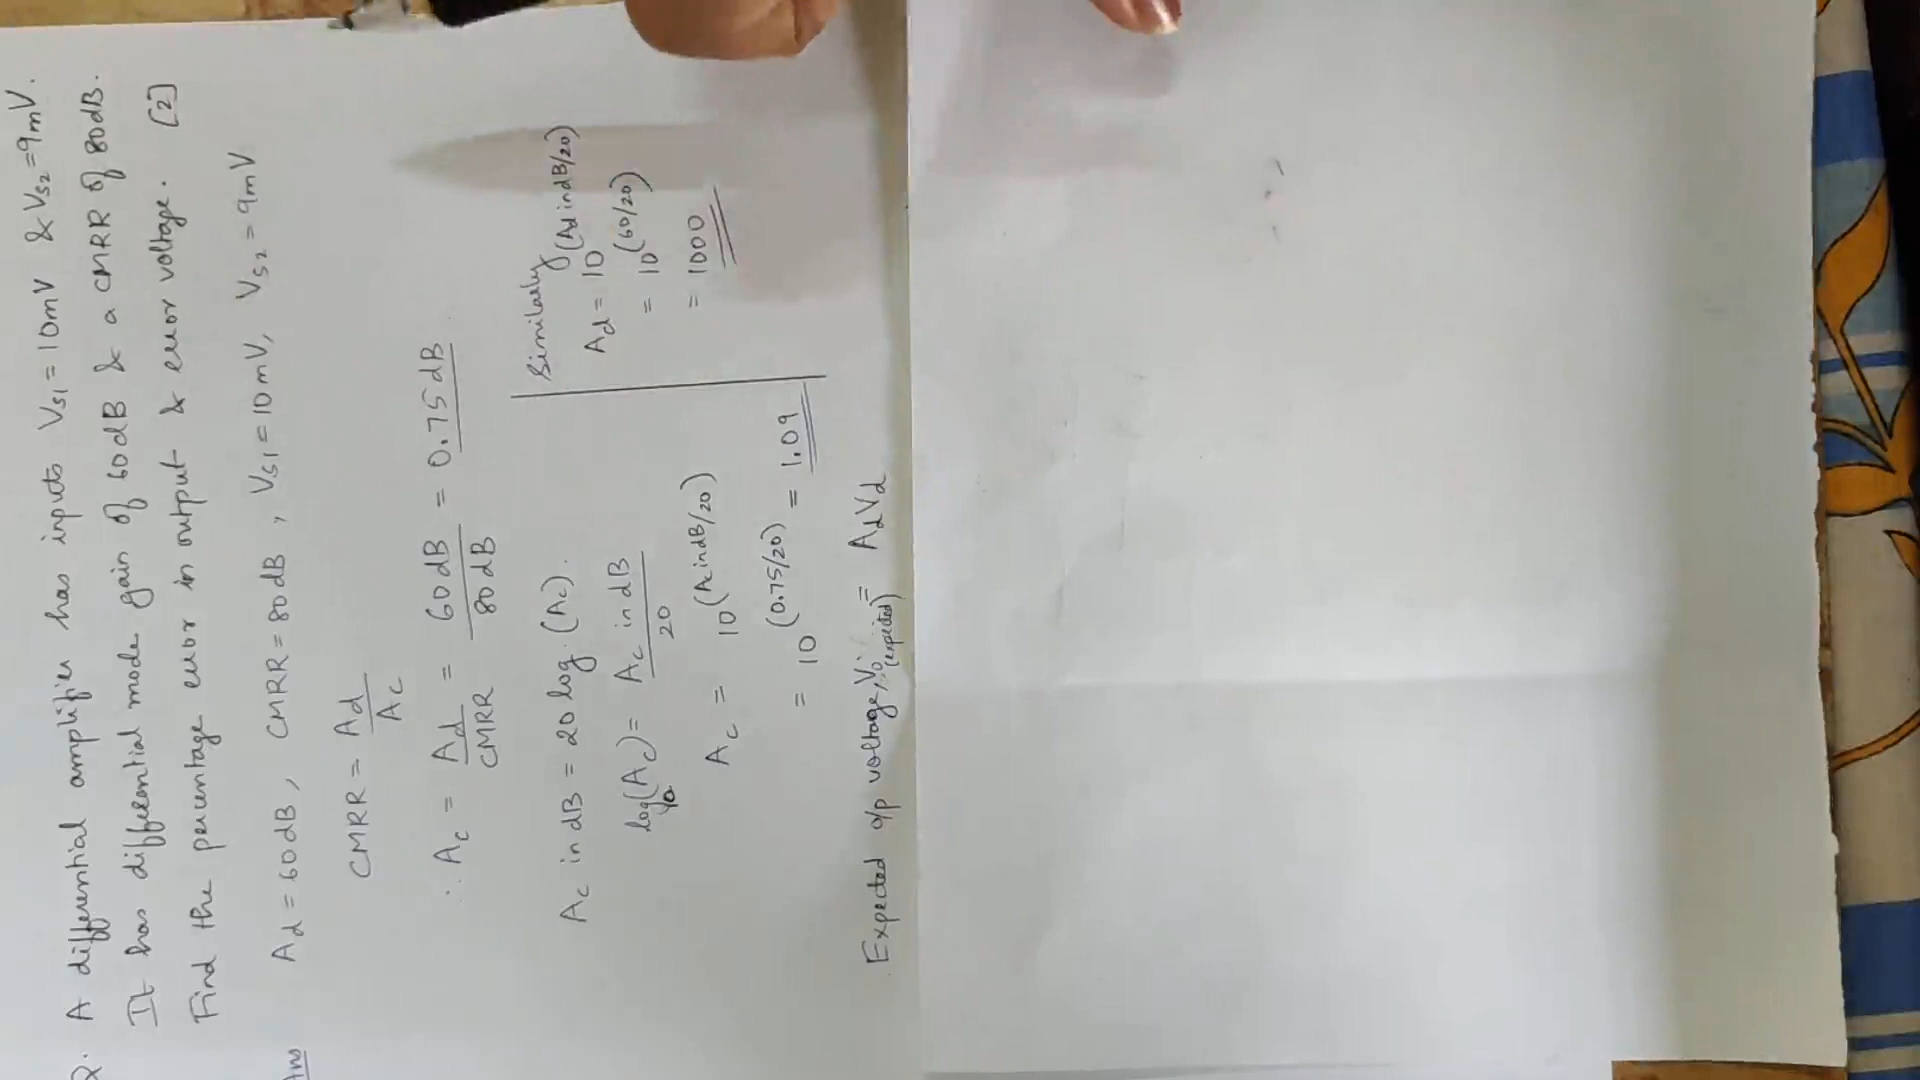 Q. A differential amplifier has inputs Vs1 = 10mV & Vs2 = 9mV.
It has differential mode gain of 60dB & a CMRR of 80dB.
Find the percentage error in output & error voltage. [2]
Ans Ad = 60dB, CMRR = 80dB, Vs1 = 10mV, Vs2 = 9mV
CMRR = Ad / Ac
∴ Ac = Ad / CMRR = 60dB / 80dB = 0.75dB
Ac in dB = 20 log (Ac).
log10(Ac) = Ac in dB / 20
Ac = 10^(Ac in dB/20)
= 10^(0.75/20) = 1.09
Similarly
Ad = 10^(Ad in dB/20)
= 10^(60/20)
= 1000
Expected o/p voltage, Vo (expected) = AdVd